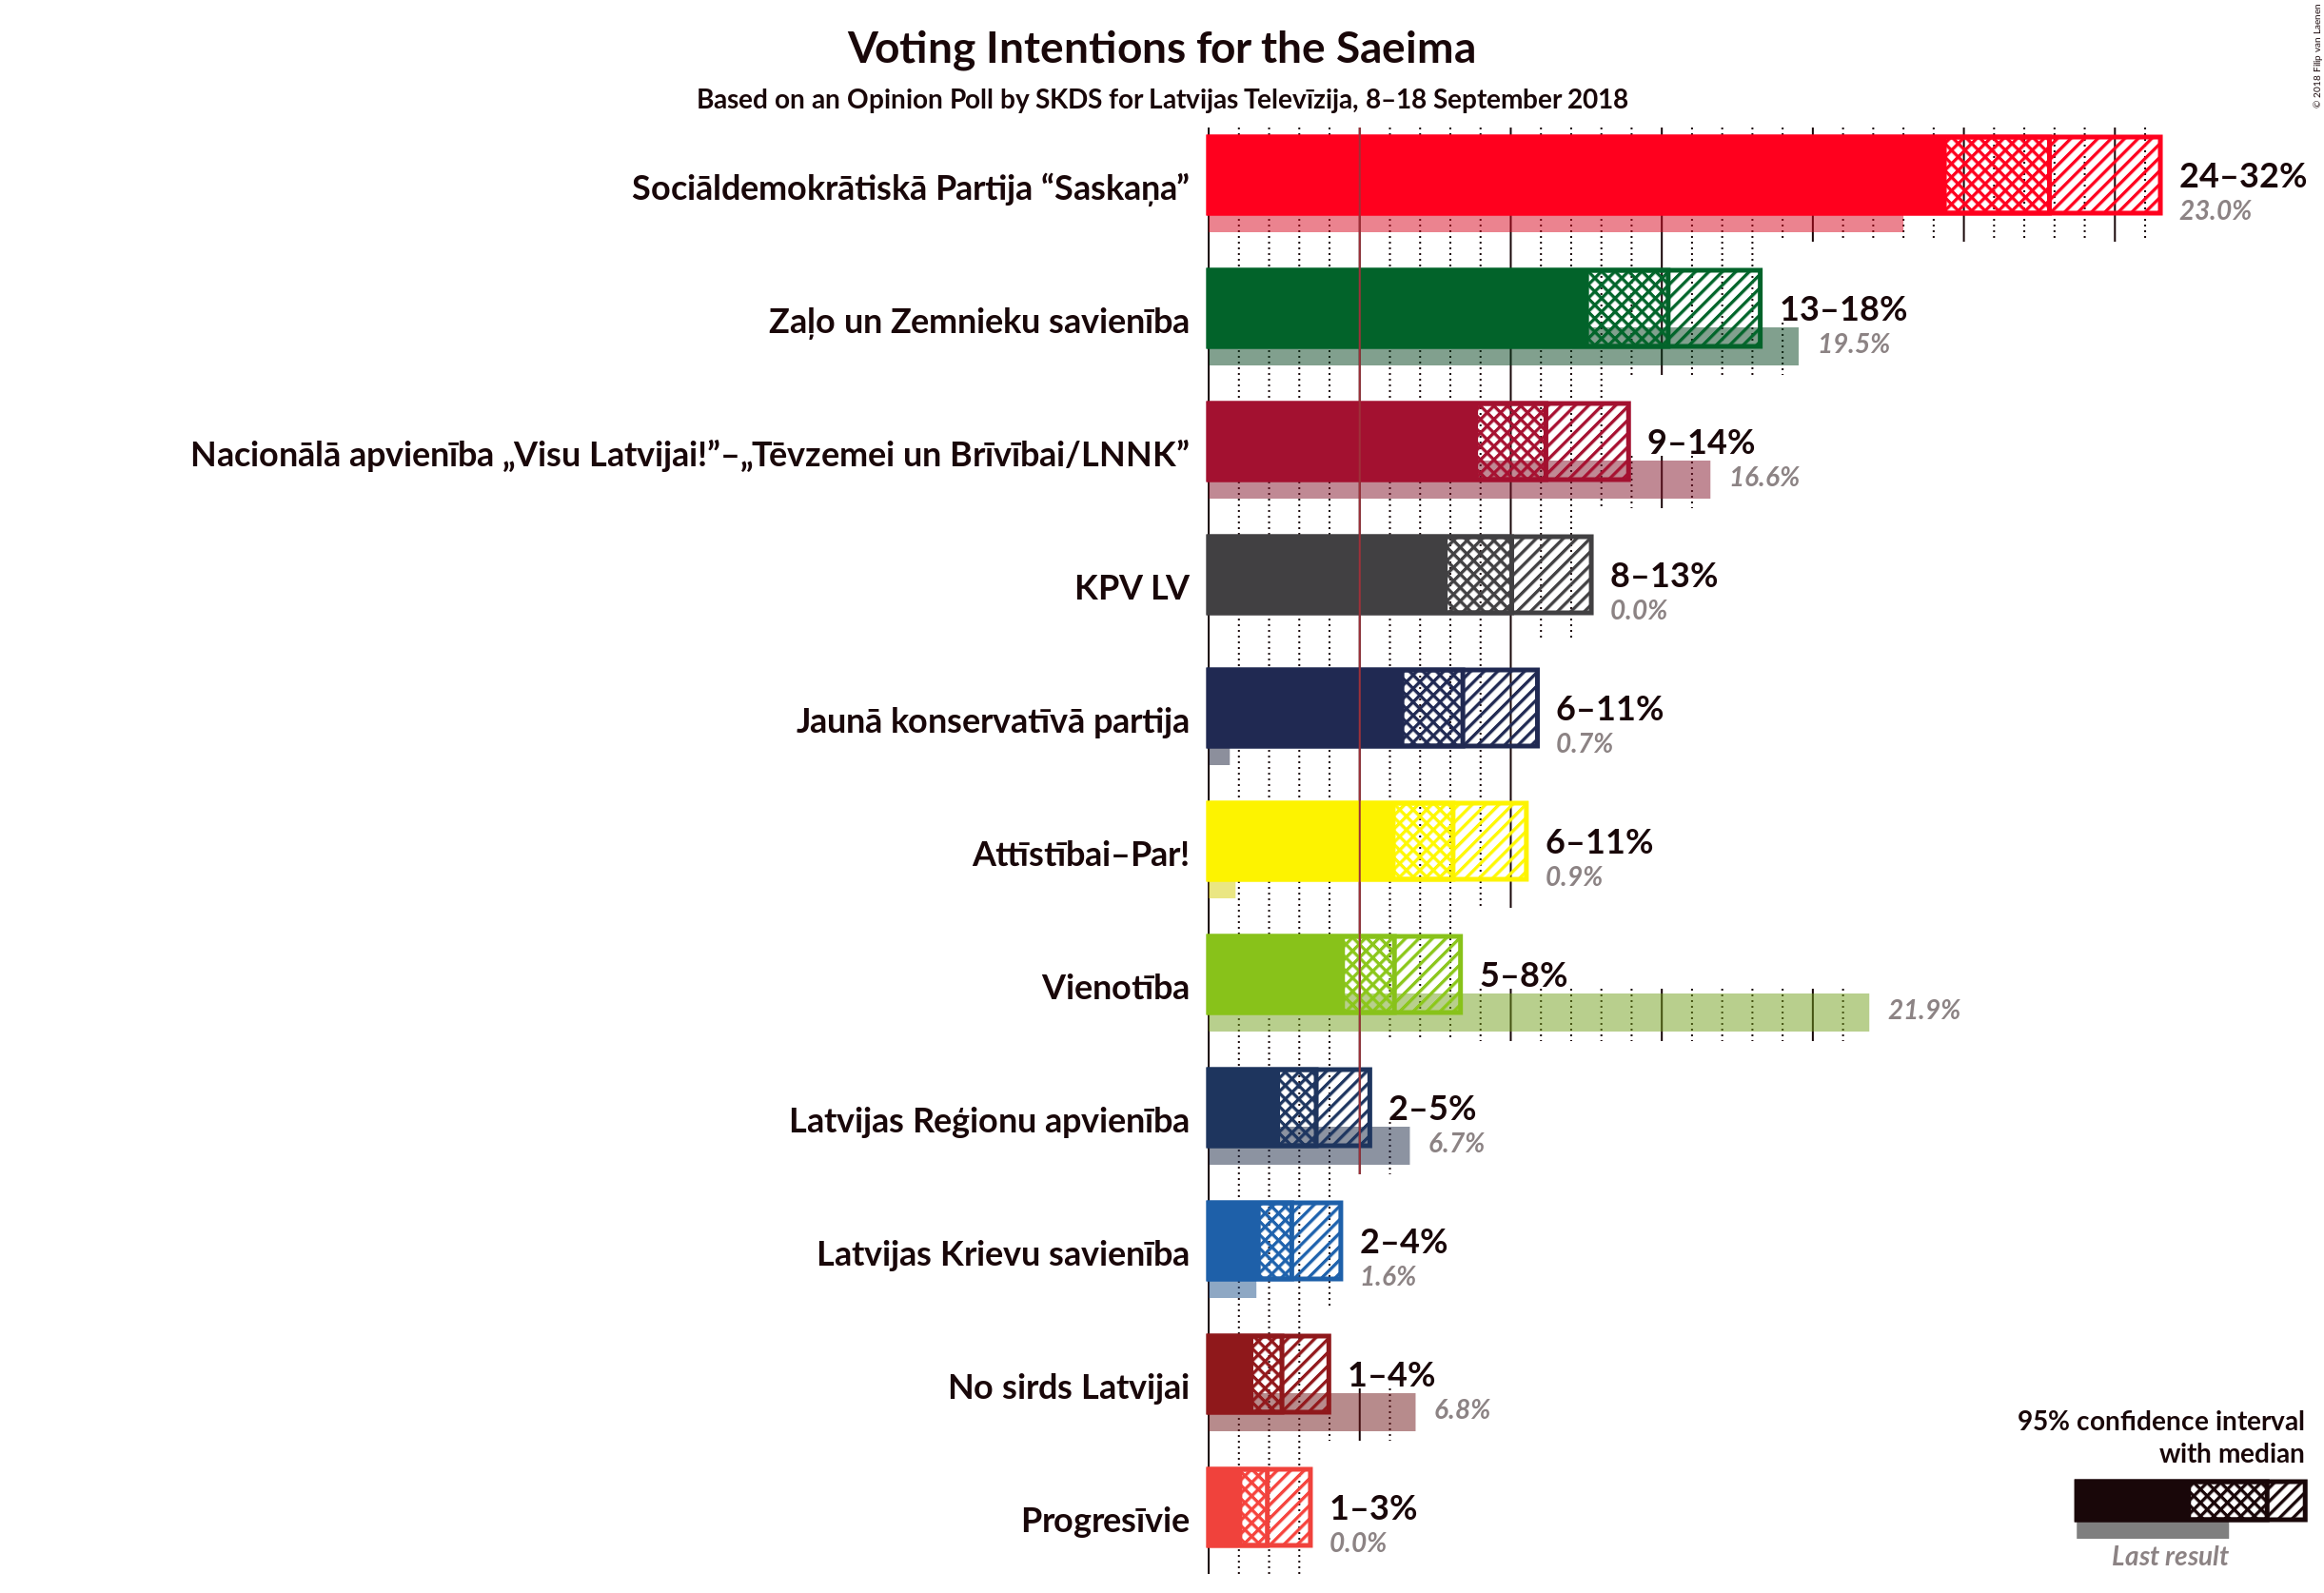 Voting Intentions for the Saeima
Based on an Opinion Poll by SKDS for Latvijas Televīzija, 8–18 September 2018
© 2018 Filip van Laenen
Sociāldemokrātiskā Partija “Saskaņa”
24–32%
23.0%
Zaļo un Zemnieku savienība
13–18%
19.5%
Nacionālā apvienība „Visu Latvijai!”–„Tēvzemei un Brīvībai/LNNK”
9–14%
16.6%
KPV LV
8–13%
0.0%
Jaunā konservatīvā partija
6–11%
0.7%
Attīstībai–Par!
6–11%
0.9%
Vienotība
5–8%
21.9%
Latvijas Reģionu apvienība
2–5%
6.7%
Latvijas Krievu savienība
2–4%
1.6%
No sirds Latvijai
1–4%
6.8%
Progresīvie
1–3%
0.0%
95% confidence interval
with median
Last result